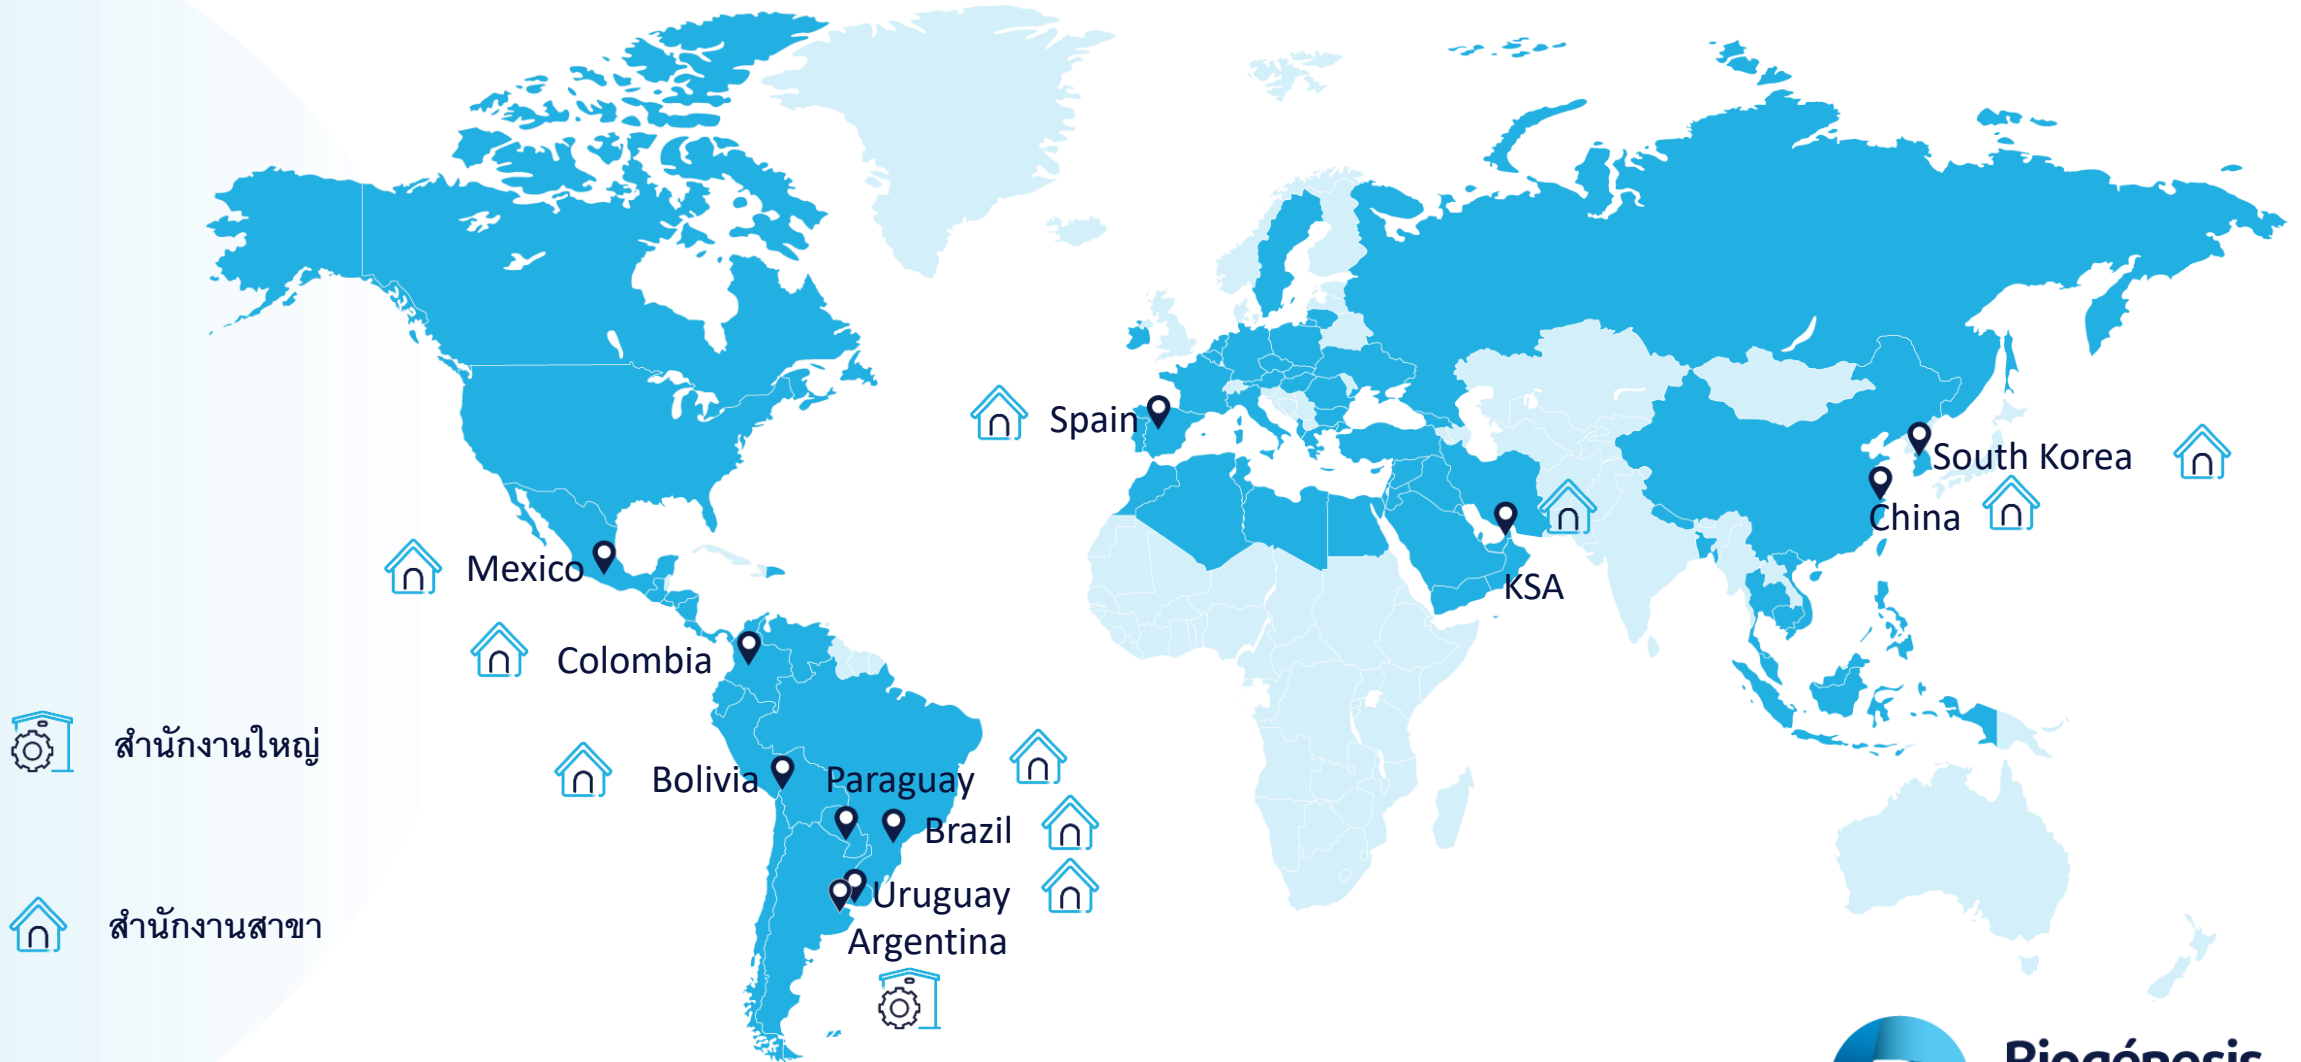 Spain
South Korea
China
KSA
Mexico
Colombia
สำนักงานใหญ่
Bolivia
Paraguay
Brazil
Uruguay
สำนักงานสาขา
Argentina
Biogénesis